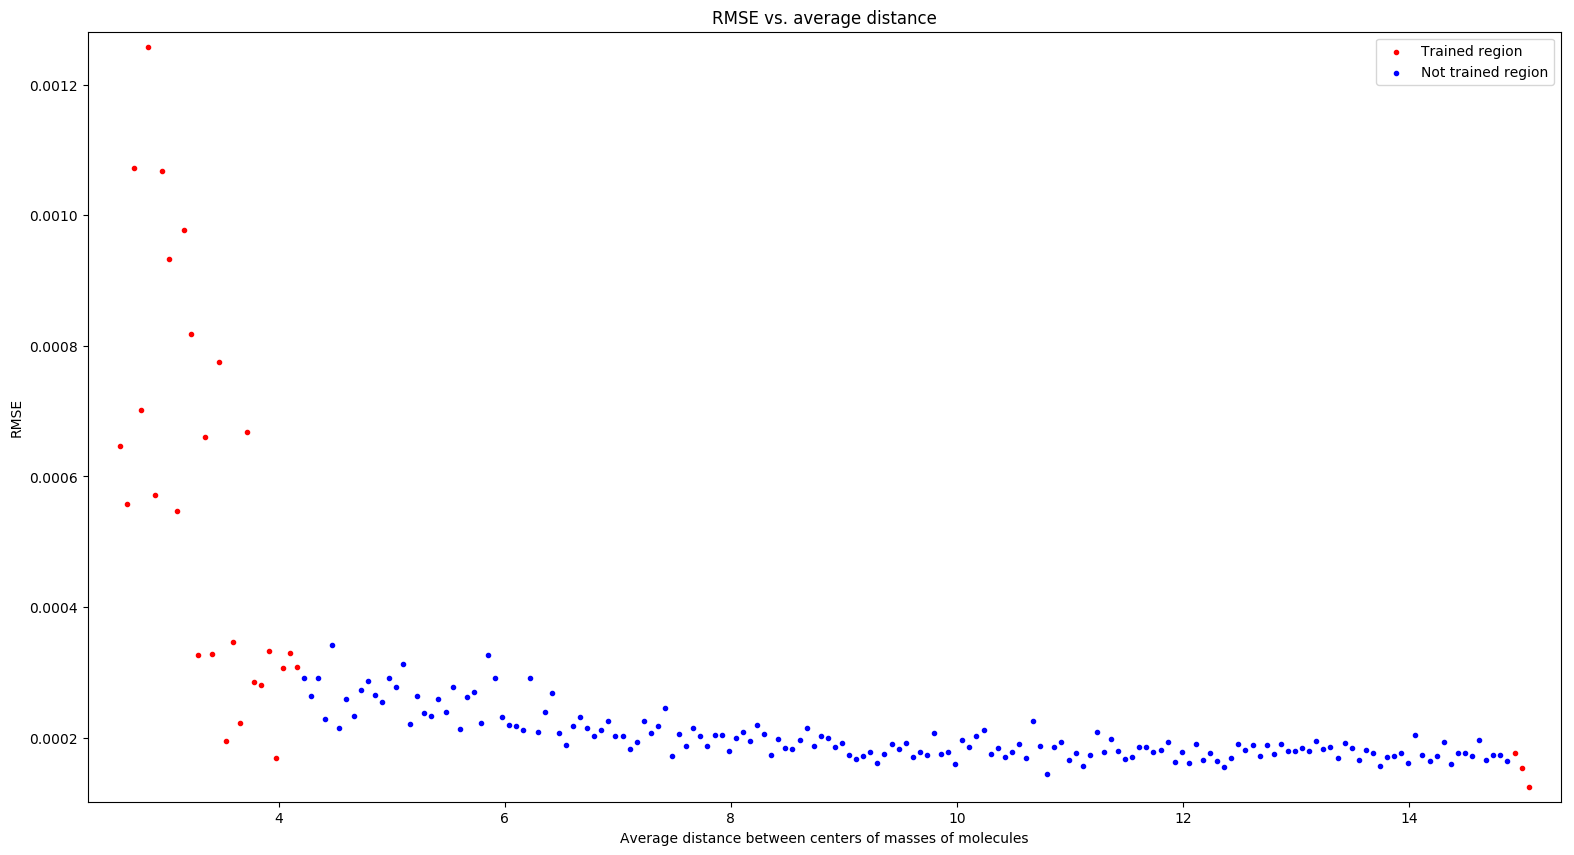 RMSE vs. average distance
Trained region
Not trained region
0.0012
0.0010
0.0008
0.0006
0.0004
0.0002
RMSE
4 6 8 10 12 14
Average distance between centers of masses of molecules